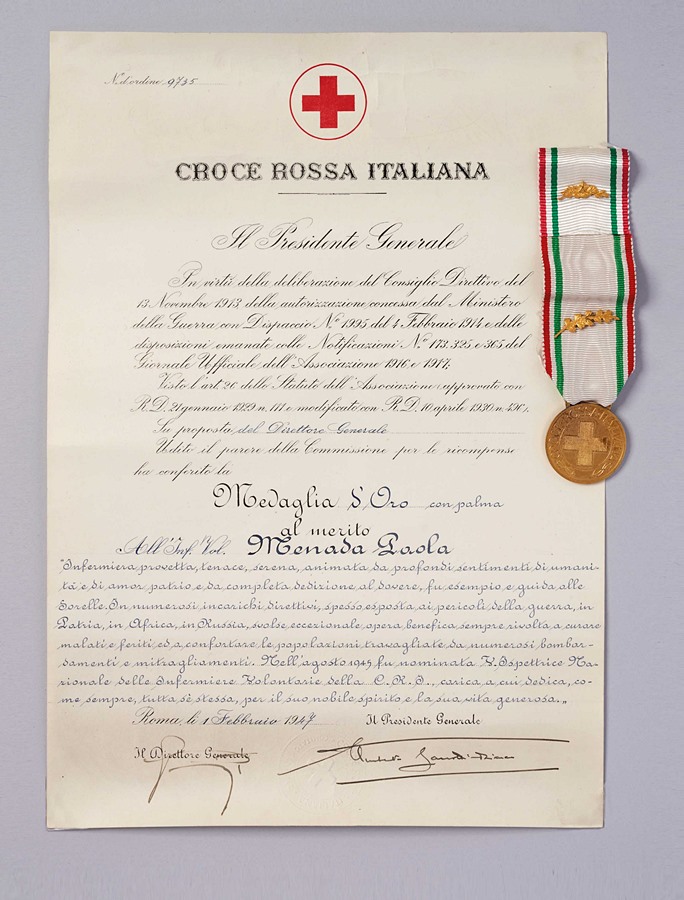 N. d'ordine 9735
CROCE ROSSA ITALIANA
Il Presidente Generale
In virtù della deliberazione del Consiglio Direttivo del
13 Novembre 1913, della autorizzazione concessa dal Ministero
della Guerra con Dispaccio N.º 1995 del 4 Febbraio 1914 e delle
disposizioni emanate colle Notificazioni N.º 173, 325 e 365 del
Giornale Ufficiale dell'Associazione 1916 e 1917;
Visto l'art. 26 dello Statuto dell'Associazione, approvato con
R.D. 21 gennaio 1929 n. 111 e modificato con R.D. 10 aprile 1930, n. 496;
Su proposta del Direttore Generale
Udito il parere della Commissione per le ricompense
ha conferito la
Medaglia d'Oro con palma
al merito
All'Inf. Vol. Menada Paola
"Infermiera provetta, tenace, serena, animata da profondi sentimenti di umani-
tà e di amor patrio e da completa dedizione al dovere, fu esempio e guida alle
Sorelle. In numerosi incarichi direttivi, spesso esposta ai pericoli della guerra, in
Patria, in Africa, in Russia, svolse eccezionale opera benefica sempre rivolta a curare
malati e feriti ed a confortare le popolazioni travagliate da numerosi bombar-
damenti e mitragliamenti. Nell'agosto 1945 fu nominata V. Ispettrice Na-
zionale delle Infermiere Volontarie della C.R.I., carica a cui dedica, co-
me sempre, tutta sè stessa, per il suo nobile spirito e la sua vita generosa."
Roma, li 1 Febbraio 1947
Il Presidente Generale
Il Direttore Generale